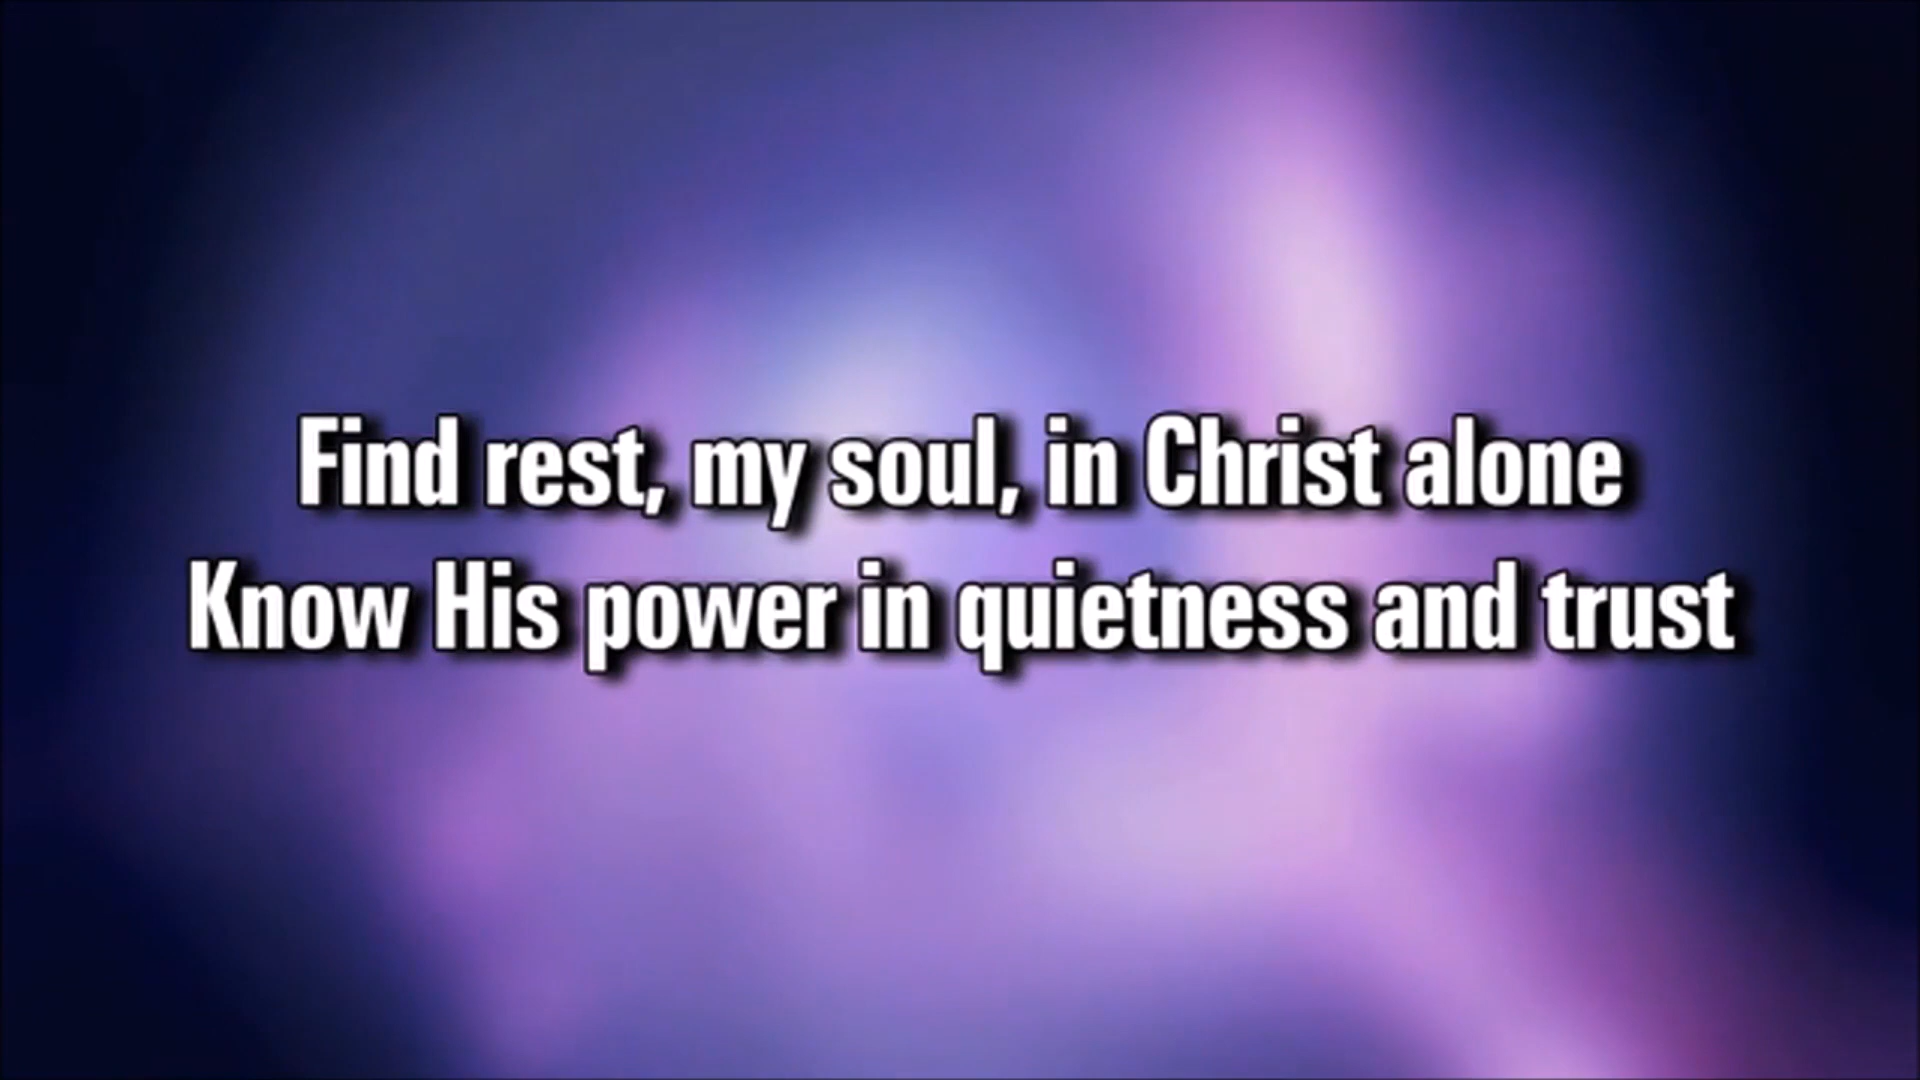 Find rest, my soul, in Christ alone
Know His power in quietness and trust